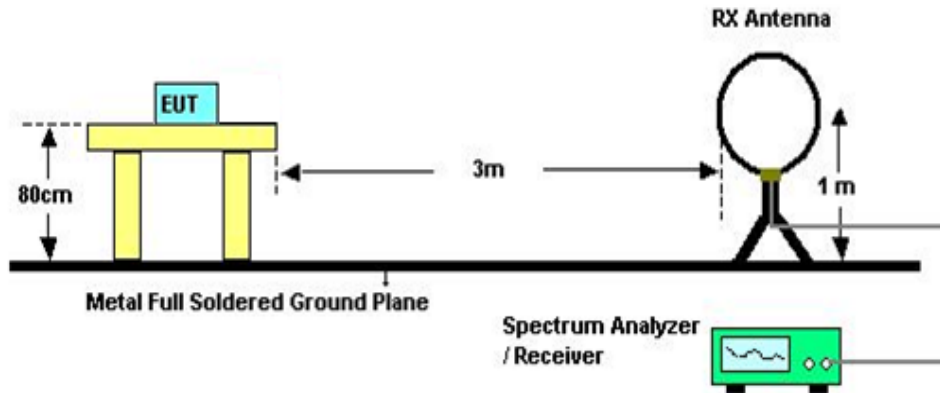 RX Antenna
EUT
80cm
3m
1 m
Metal Full Soldered Ground Plane
Spectrum Analyzer
/ Receiver